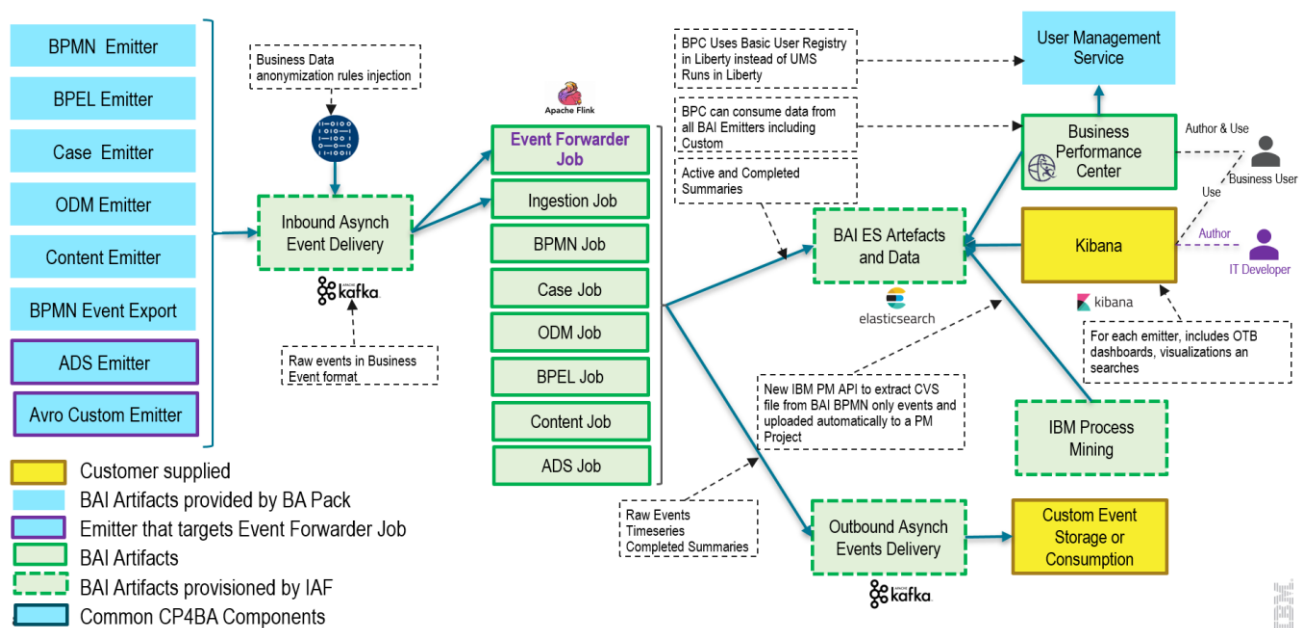 BPMN Emitter
BPEL Emitter
Case Emitter
ODM Emitter
Content Emitter
BPMN Event Export
ADS Emitter
Avro Custom Emitter
Business Data
anonymization rules injection
Inbound Asynch
Event Delivery
kafka
Raw events in Business
Event format
Apache Flink
Event Forwarder
Job
Ingestion Job
BPMN Job
Case Job
ODM Job
BPEL Job
Content Job
ADS Job
BPC Uses Basic User Registry
in Liberty instead of UMS
Runs in Liberty
BPC can consume data from
all BAI Emitters including
Custom
Active and Completed
Summaries
BAI ES Artefacts
and Data
elasticsearch
New IBM PM API to extract CVS
file from BAI BPMN only events and
uploaded automatically to a PM
Project
Raw Events
Timeseries
Completed Summaries
Outbound Asynch
Events Delivery
kafka
User Management
Service
Business
Performance
Center
Author & Use
Business User
Use
Kibana
Author
IT Developer
kibana
For each emitter, includes OTB
dashboards, visualizations an
searches
IBM Process
Mining
Custom Event
Storage or
Consumption
Customer supplied
BAI Artifacts provided by BA Pack
Emitter that targets Event Forwarder Job
BAI Artifacts
BAI Artifacts provisioned by IAF
Common CP4BA Components
IBM